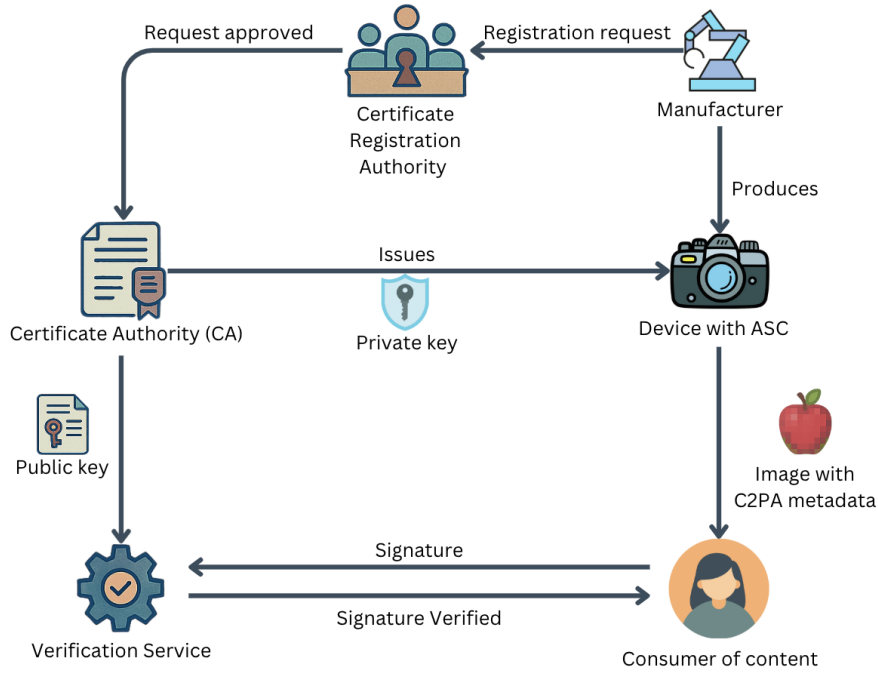 Request approved
Registration request
Certificate
Registration
Authority
Manufacturer
Produces
Issues
Private key
Certificate Authority (CA)
Device with ASC
Public key
Image with
C2PA metadata
Signature
Signature Verified
Verification Service
Consumer of content